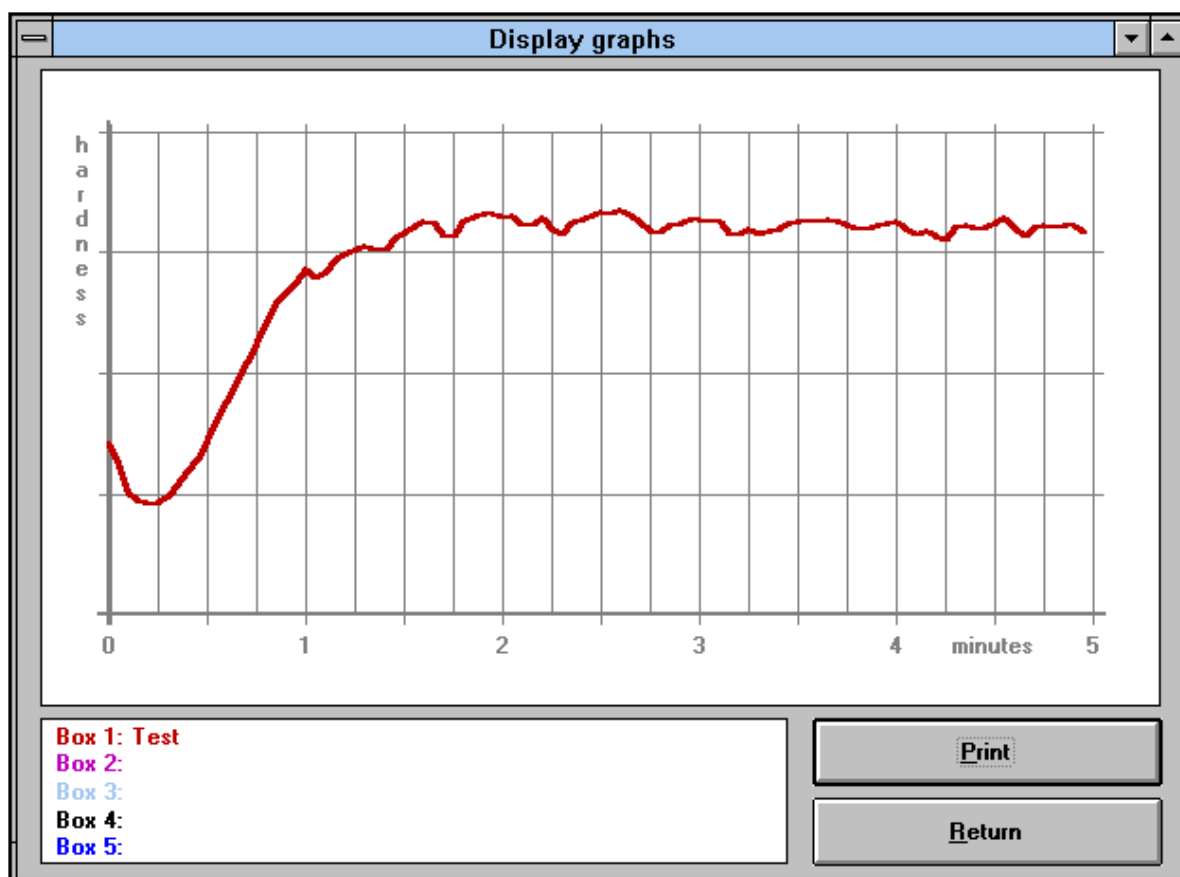 Display graphs
hardness
0 1 2 3 4 minutes 5
Box 1: Test
Box 2:
Box 3:
Box 4:
Box 5:
Print
Return